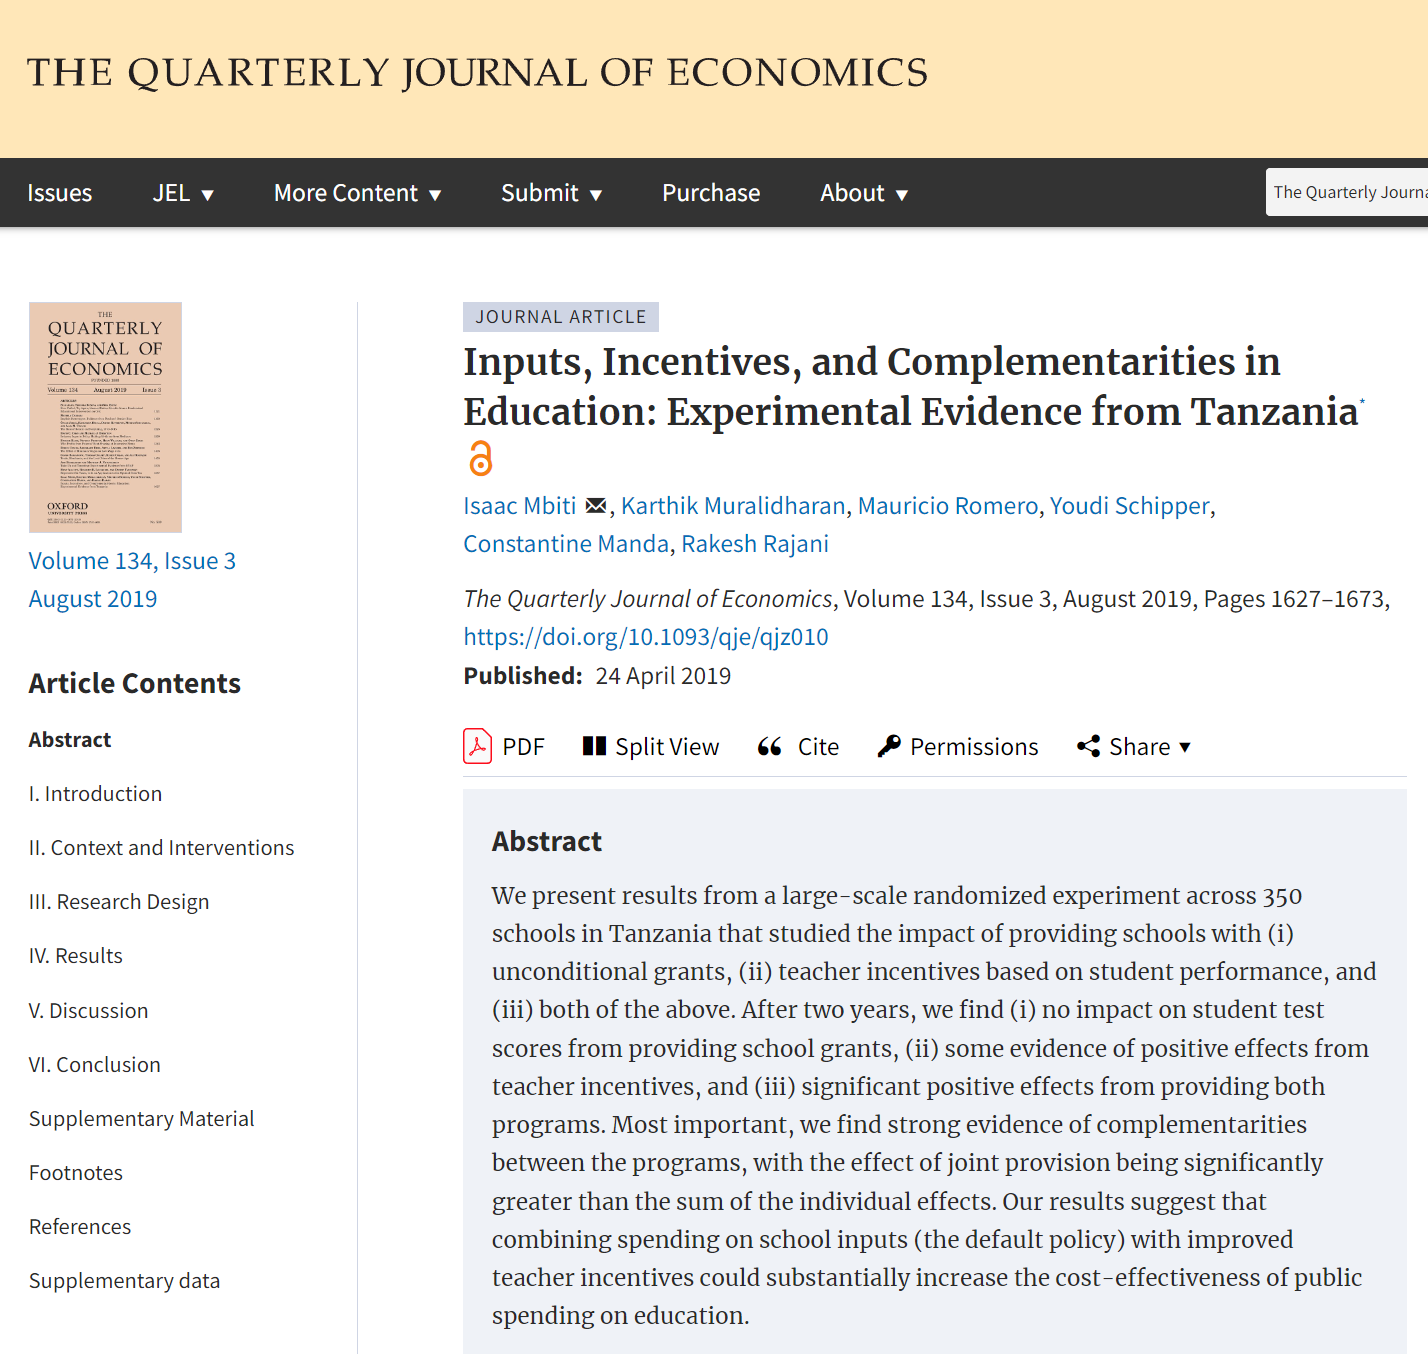 THE QUARTERLY JOURNAL OF ECONOMICS
Issues JEL ▼ More Content ▼ Submit ▼ Purchase About ▼
The Quarterly Journa
THE
QUARTERLY
JOURNAL OF
ECONOMICS
Volume 134 August 2019 Issue 3
OXFORD
UNIVERSITY PRESS
Volume 134, Issue 3
August 2019
Article Contents
Abstract
I. Introduction
II. Context and Interventions
III. Research Design
IV. Results
V. Discussion
VI. Conclusion
Supplementary Material
Footnotes
References
Supplementary data
JOURNAL ARTICLE
Inputs, Incentives, and Complementarities in
Education: Experimental Evidence from Tanzania*
Isaac Mbiti, Karthik Muralidharan, Mauricio Romero, Youdi Schipper,
Constantine Manda, Rakesh Rajani
The Quarterly Journal of Economics, Volume 134, Issue 3, August 2019, Pages 1627–1673,
https://doi.org/10.1093/qje/qjz010
Published: 24 April 2019
PDF Split View Cite Permissions Share ▼
Abstract
We present results from a large-scale randomized experiment across 350
schools in Tanzania that studied the impact of providing schools with (i)
unconditional grants, (ii) teacher incentives based on student performance, and
(iii) both of the above. After two years, we find (i) no impact on student test
scores from providing school grants, (ii) some evidence of positive effects from
teacher incentives, and (iii) significant positive effects from providing both
programs. Most important, we find strong evidence of complementarities
between the programs, with the effect of joint provision being significantly
greater than the sum of the individual effects. Our results suggest that
combining spending on school inputs (the default policy) with improved
teacher incentives could substantially increase the cost-effectiveness of public
spending on education.